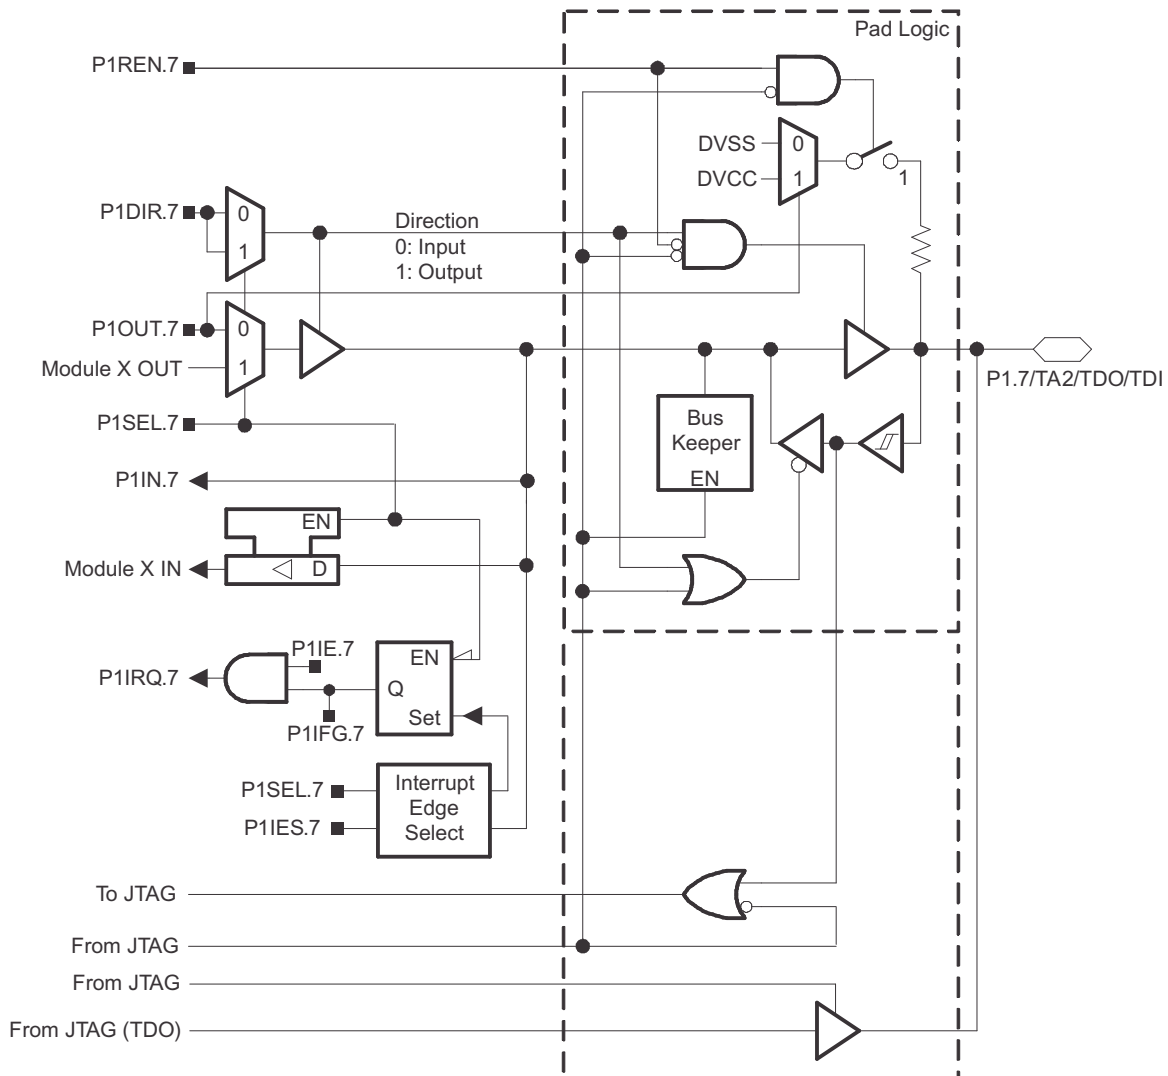 Pad Logic
P1REN.7
DVSS
0
DVCC
1
1
P1DIR.7
0
1
Direction
0: Input
1: Output
P1OUT.7
0
Module X OUT
1
P1.7/TA2/TDO/TDI
P1SEL.7
Bus
Keeper
EN
P1IN.7
EN
Module X IN
D
P1IE.7
EN
P1IRQ.7
Q
Set
P1IFG.7
P1SEL.7
P1IES.7
Interrupt
Edge
Select
To JTAG
From JTAG
From JTAG
From JTAG (TDO)